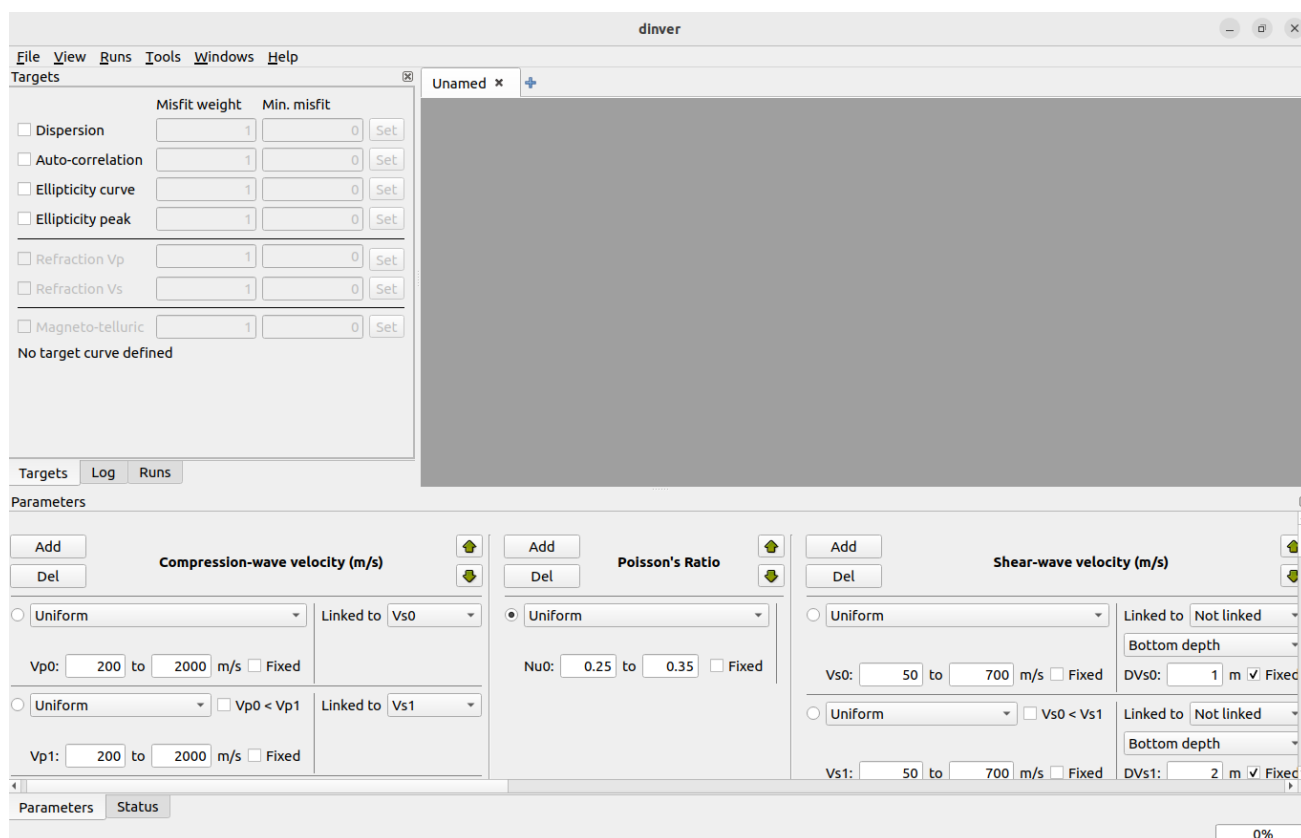 dinver
File View Runs Tools Windows Help
Targets
Unamed
Misfit weight Min. misfit
Dispersion 1 0 Set
Auto-correlation 1 0 Set
Ellipticity curve 1 0 Set
Ellipticity peak 1 0 Set
Refraction Vp 1 0 Set
Refraction Vs 1 0 Set
Magneto-telluric 1 0 Set
No target curve defined
Targets Log Runs
Parameters
Add
Del
Compression-wave velocity (m/s)
Uniform Linked to Vs0
Vp0: 200 to 2000 m/s Fixed
Uniform Vp0 < Vp1 Linked to Vs1
Vp1: 200 to 2000 m/s Fixed
Add
Del
Poisson's Ratio
Uniform
Nu0: 0.25 to 0.35 Fixed
Add
Del
Shear-wave velocity (m/s)
Uniform Linked to Not linked
Bottom depth
Vs0: 50 to 700 m/s Fixed DVs0: 1 m Fixed
Uniform Vs0 < Vs1 Linked to Not linked
Bottom depth
Vs1: 50 to 700 m/s Fixed DVs1: 2 m Fixed
Parameters Status
0%